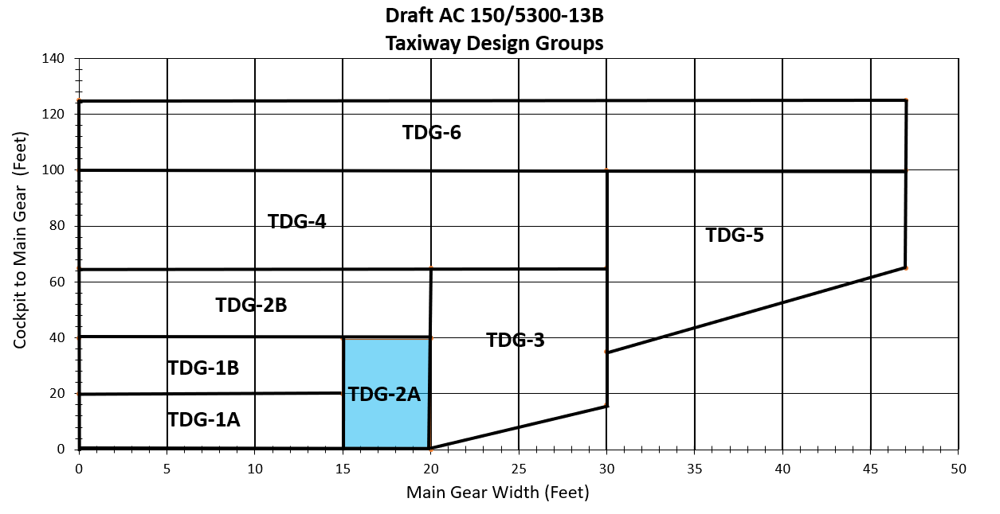 Draft AC 150/5300-13B
Taxiway Design Groups
Cockpit to Main Gear (Feet)
140
120
100
80
60
40
20
0
TDG-6
TDG-4
TDG-5
TDG-2B
TDG-3
TDG-1B
TDG-2A
TDG-1A
0 5 10 15 20 25 30 35 40 45 50
Main Gear Width (Feet)